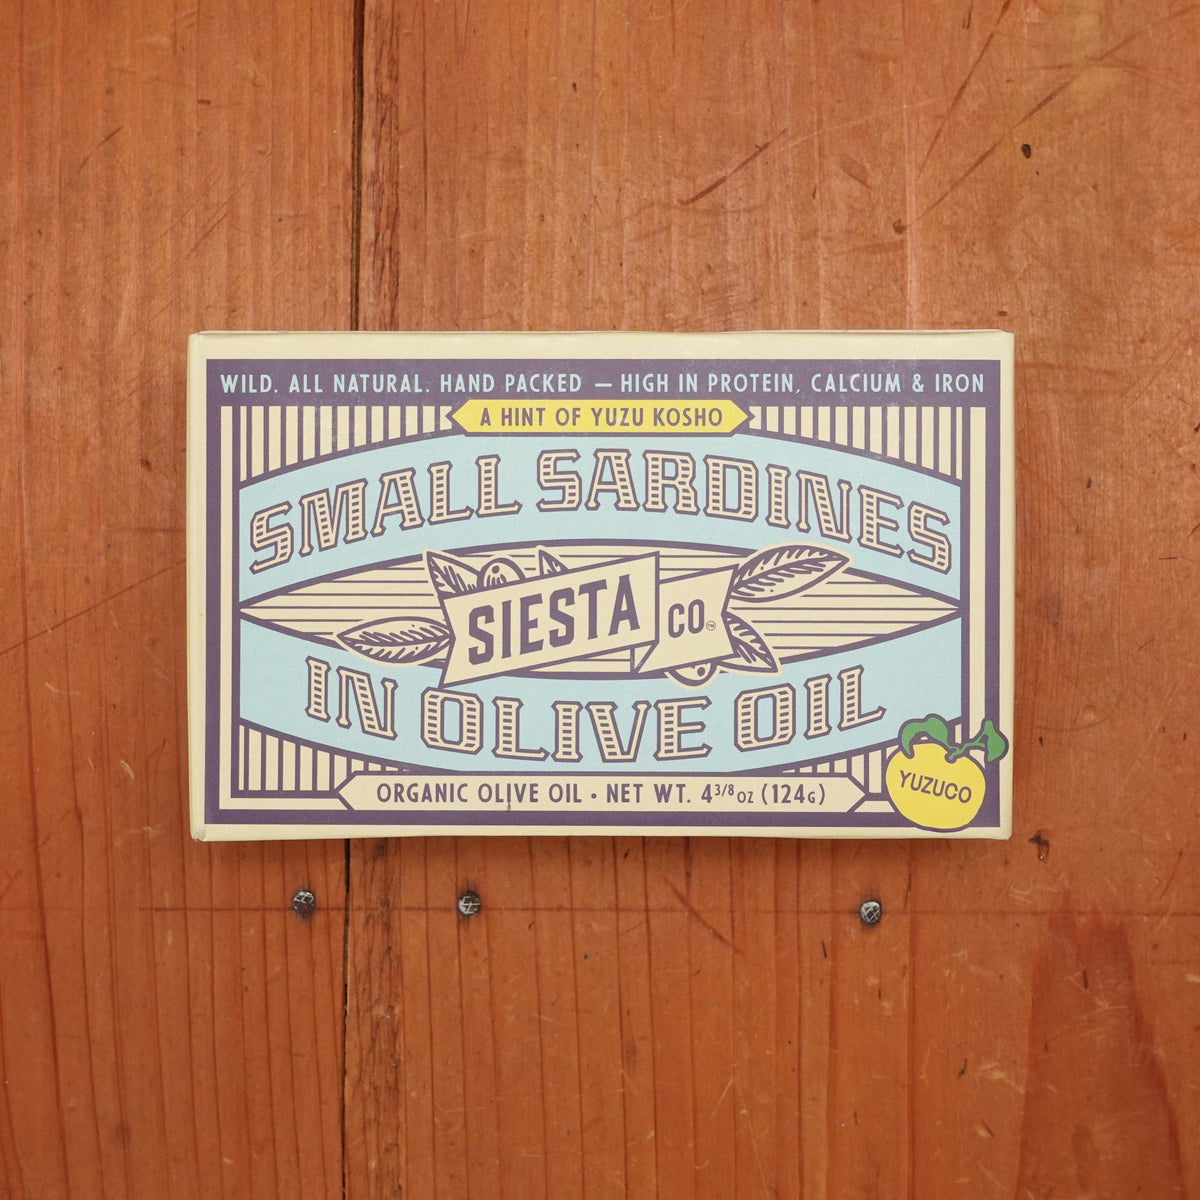 WILD. ALL NATURAL. HAND PACKED — HIGH IN PROTEIN, CALCIUM & IRON
A HINT OF YUZU KOSHO
SMALL SARDINES
SIESTA CO.™
IN OLIVE OIL
YUZUCO
ORGANIC OLIVE OIL • NET WT. 4 3/8 OZ (124G)